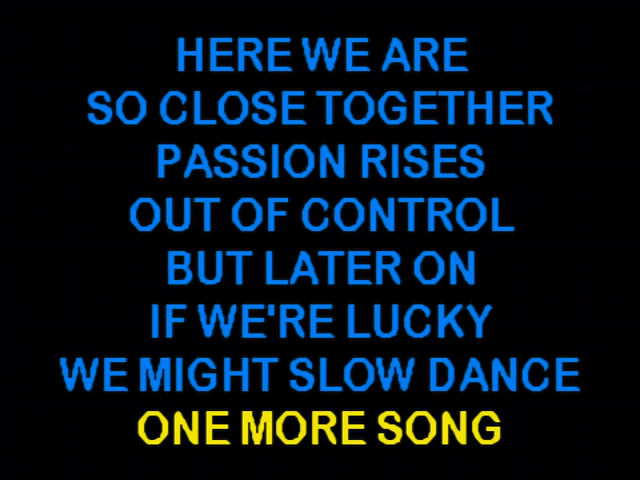 HERE WE ARE
SO CLOSE TOGETHER
PASSION RISES
OUT OF CONTROL
BUT LATER ON
IF WE'RE LUCKY
WE MIGHT SLOW DANCE
ONE MORE SONG